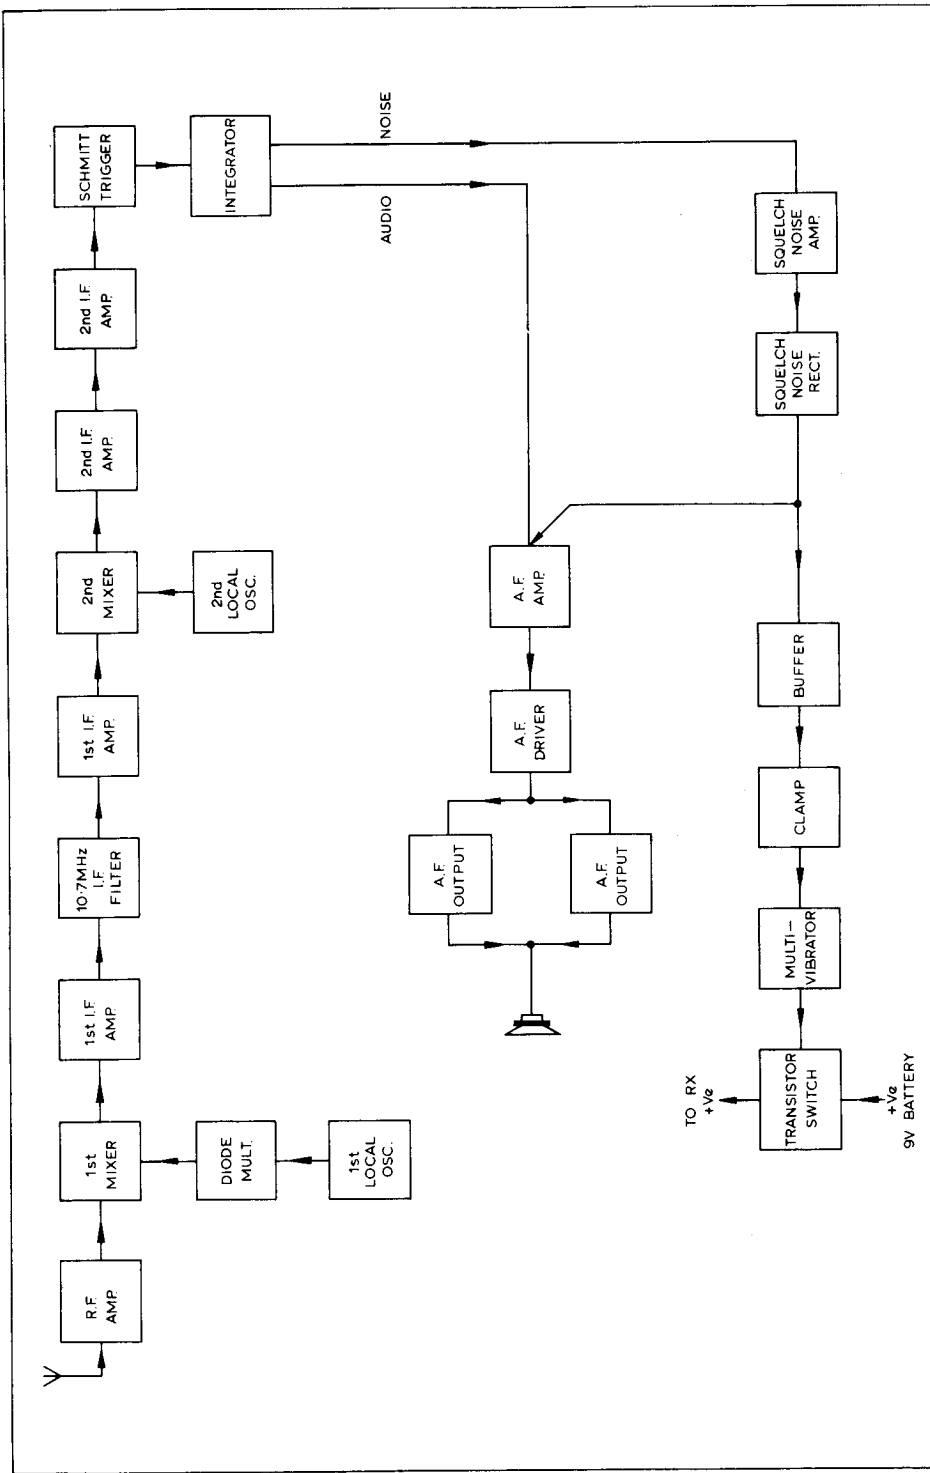 R.F.
AMP.
1st
MIXER
1st I.F.
AMP.
10·7MHz
I.F.
FILTER
1st I.F.
AMP.
2nd
MIXER
2nd I.F.
AMP.
2nd I.F.
AMP.
SCHMITT
TRIGGER
DIODE
MULT.
1st
LOCAL
OSC.
2nd
LOCAL
OSC.
INTEGRATOR
AUDIO
NOISE
A.F.
OUTPUT
A.F.
OUTPUT
A.F.
DRIVER
A.F.
AMP.
TO RX
+Ve
TRANSISTOR
SWITCH
+Ve
9V BATTERY
MULTI-
VIBRATOR
CLAMP
BUFFER
SQUELCH
NOISE
RECT.
SQUELCH
NOISE
AMP.